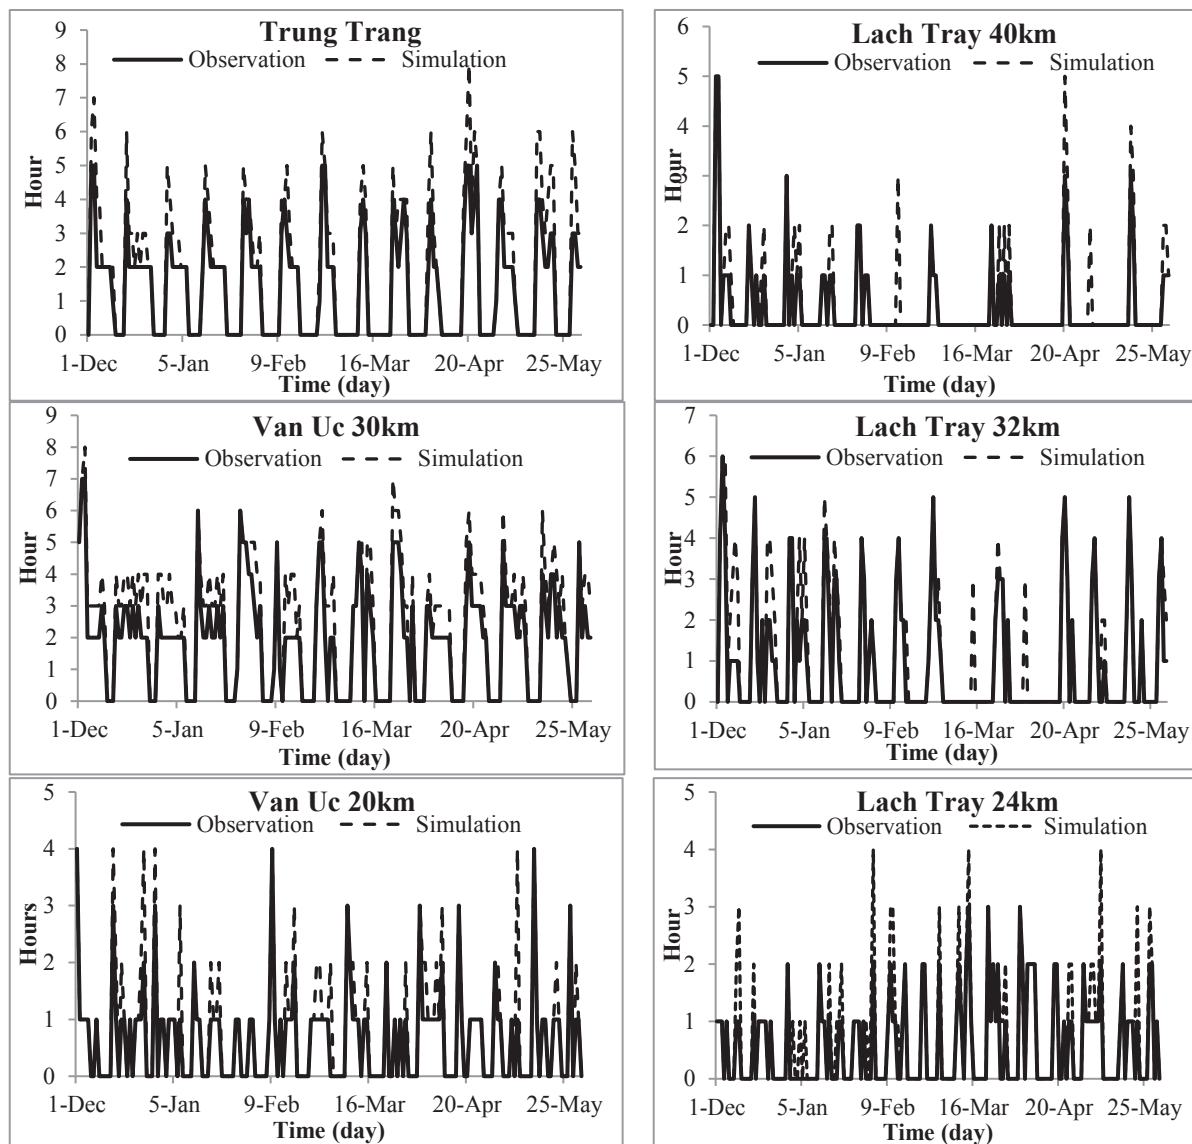 Trung Trang
Observation Simulation
Hour
9
8
7
6
5
4
3
2
1
0
1-Dec 5-Jan 9-Feb 16-Mar 20-Apr 25-May
Time (day)
Lach Tray 40km
Observation Simulation
Hour
6
5
4
3
2
1
0
1-Dec 5-Jan 9-Feb 16-Mar 20-Apr 25-May
Time (day)
Van Uc 30km
Observation Simulation
Hour
9
8
7
6
5
4
3
2
1
0
1-Dec 5-Jan 9-Feb 16-Mar 20-Apr 25-May
Time (day)
Lach Tray 32km
Observation Simulation
Hour
7
6
5
4
3
2
1
0
1-Dec 5-Jan 9-Feb 16-Mar 20-Apr 25-May
Time (day)
Van Uc 20km
Observation Simulation
Hours
5
4
3
2
1
0
1-Dec 5-Jan 9-Feb 16-Mar 20-Apr 25-May
Time (day)
Lach Tray 24km
Observation Simulation
Hour
5
4
3
2
1
0
1-Dec 5-Jan 9-Feb 16-Mar 20-Apr 25-May
Time (day)